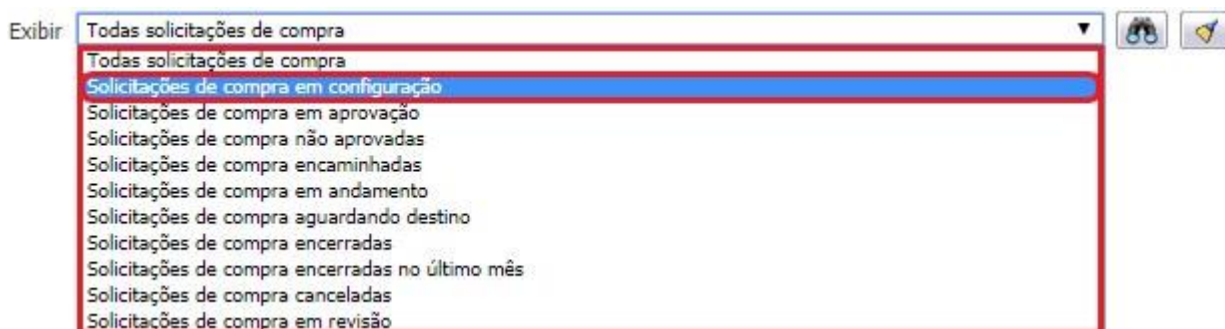 Exibir Todas solicitações de compra
Todas solicitações de compra
Solicitações de compra em configuração
Solicitações de compra em aprovação
Solicitações de compra não aprovadas
Solicitações de compra encaminhadas
Solicitações de compra em andamento
Solicitações de compra aguardando destino
Solicitações de compra encerradas
Solicitações de compra encerradas no último mês
Solicitações de compra canceladas
Solicitações de compra em revisão